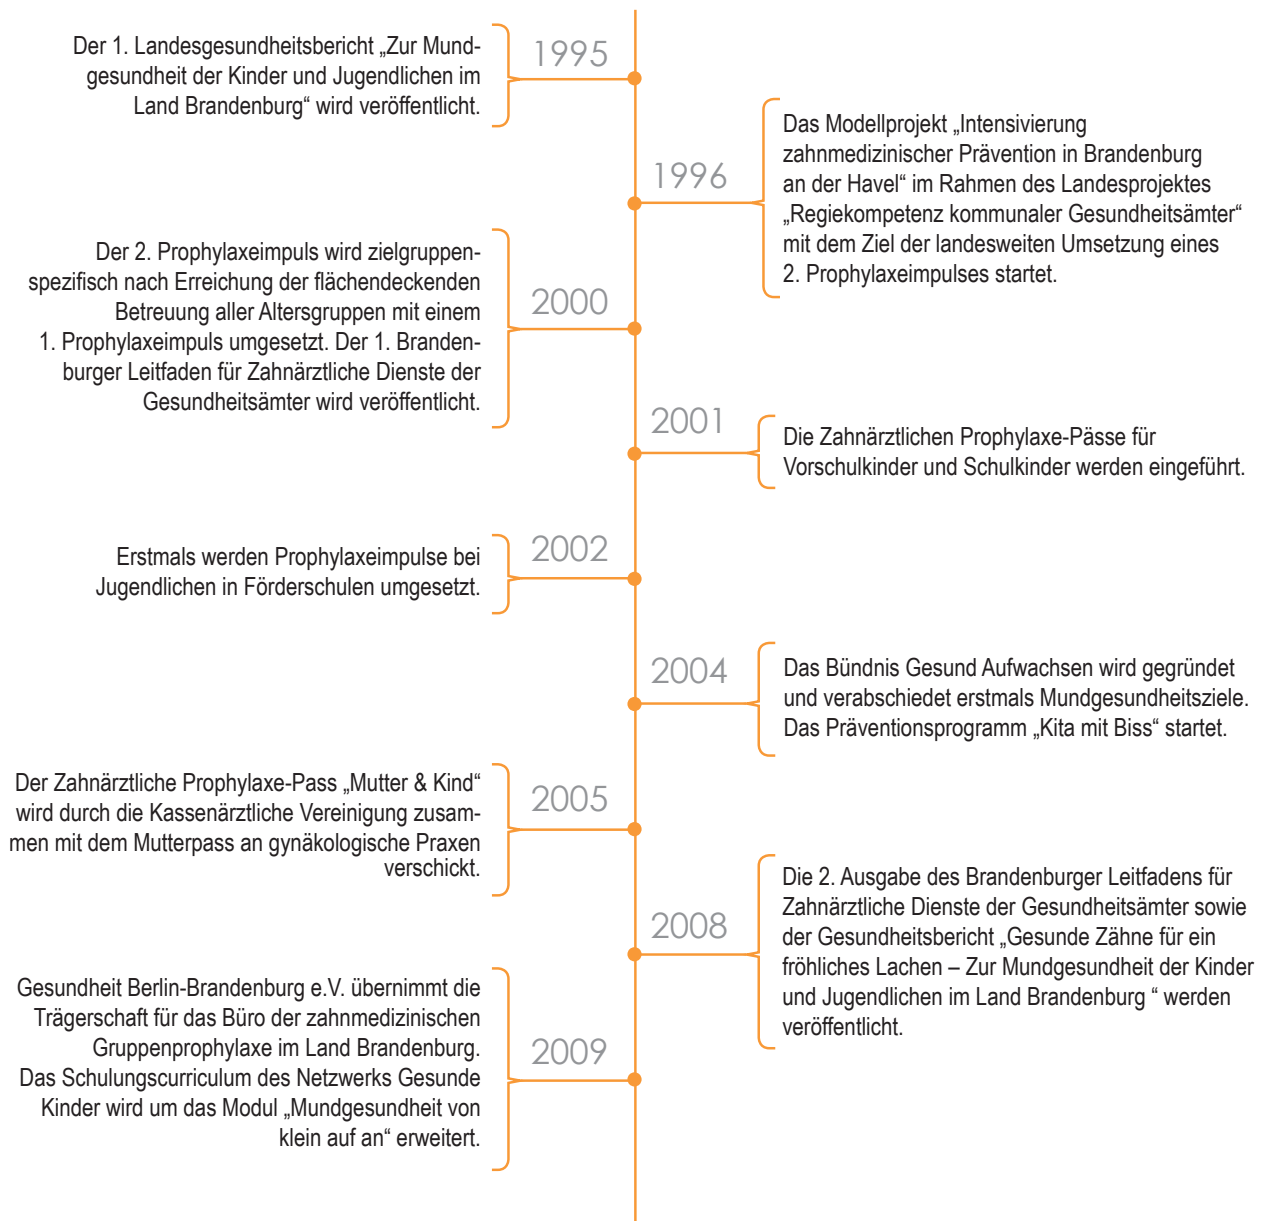 1995
Der 1. Landesgesundheitsbericht „Zur Mund-
gesundheit der Kinder und Jugendlichen im
Land Brandenburg“ wird veröffentlicht.
1996
Das Modellprojekt „Intensivierung
zahnmedizinischer Prävention in Brandenburg
an der Havel“ im Rahmen des Landesprojektes
„Regiekompetenz kommunaler Gesundheitsämter“
mit dem Ziel der landesweiten Umsetzung eines
2. Prophylaxeimpulses startet.
2000
Der 2. Prophylaxeimpuls wird zielgruppen-
spezifisch nach Erreichung der flächendeckenden
Betreuung aller Altersgruppen mit einem
1. Prophylaxeimpuls umgesetzt. Der 1. Branden-
burger Leitfaden für Zahnärztliche Dienste der
Gesundheitsämter wird veröffentlicht.
2001
Die Zahnärztlichen Prophylaxe-Pässe für
Vorschulkinder und Schulkinder werden eingeführt.
2002
Erstmals werden Prophylaxeimpulse bei
Jugendlichen in Förderschulen umgesetzt.
2004
Das Bündnis Gesund Aufwachsen wird gegründet
und verabschiedet erstmals Mundgesundheitsziele.
Das Präventionsprogramm „Kita mit Biss“ startet.
2005
Der Zahnärztliche Prophylaxe-Pass „Mutter & Kind“
wird durch die Kassenärztliche Vereinigung zusam-
men mit dem Mutterpass an gynäkologische Praxen
verschickt.
2008
Die 2. Ausgabe des Brandenburger Leitfadens für
Zahnärztliche Dienste der Gesundheitsämter sowie
der Gesundheitsbericht „Gesunde Zähne für ein
fröhliches Lachen – Zur Mundgesundheit der Kinder
und Jugendlichen im Land Brandenburg “ werden
veröffentlicht.
2009
Gesundheit Berlin-Brandenburg e.V. übernimmt die
Trägerschaft für das Büro der zahnmedizinischen
Gruppenprophylaxe im Land Brandenburg.
Das Schulungscurriculum des Netzwerks Gesunde
Kinder wird um das Modul „Mundgesundheit von
klein auf an“ erweitert.